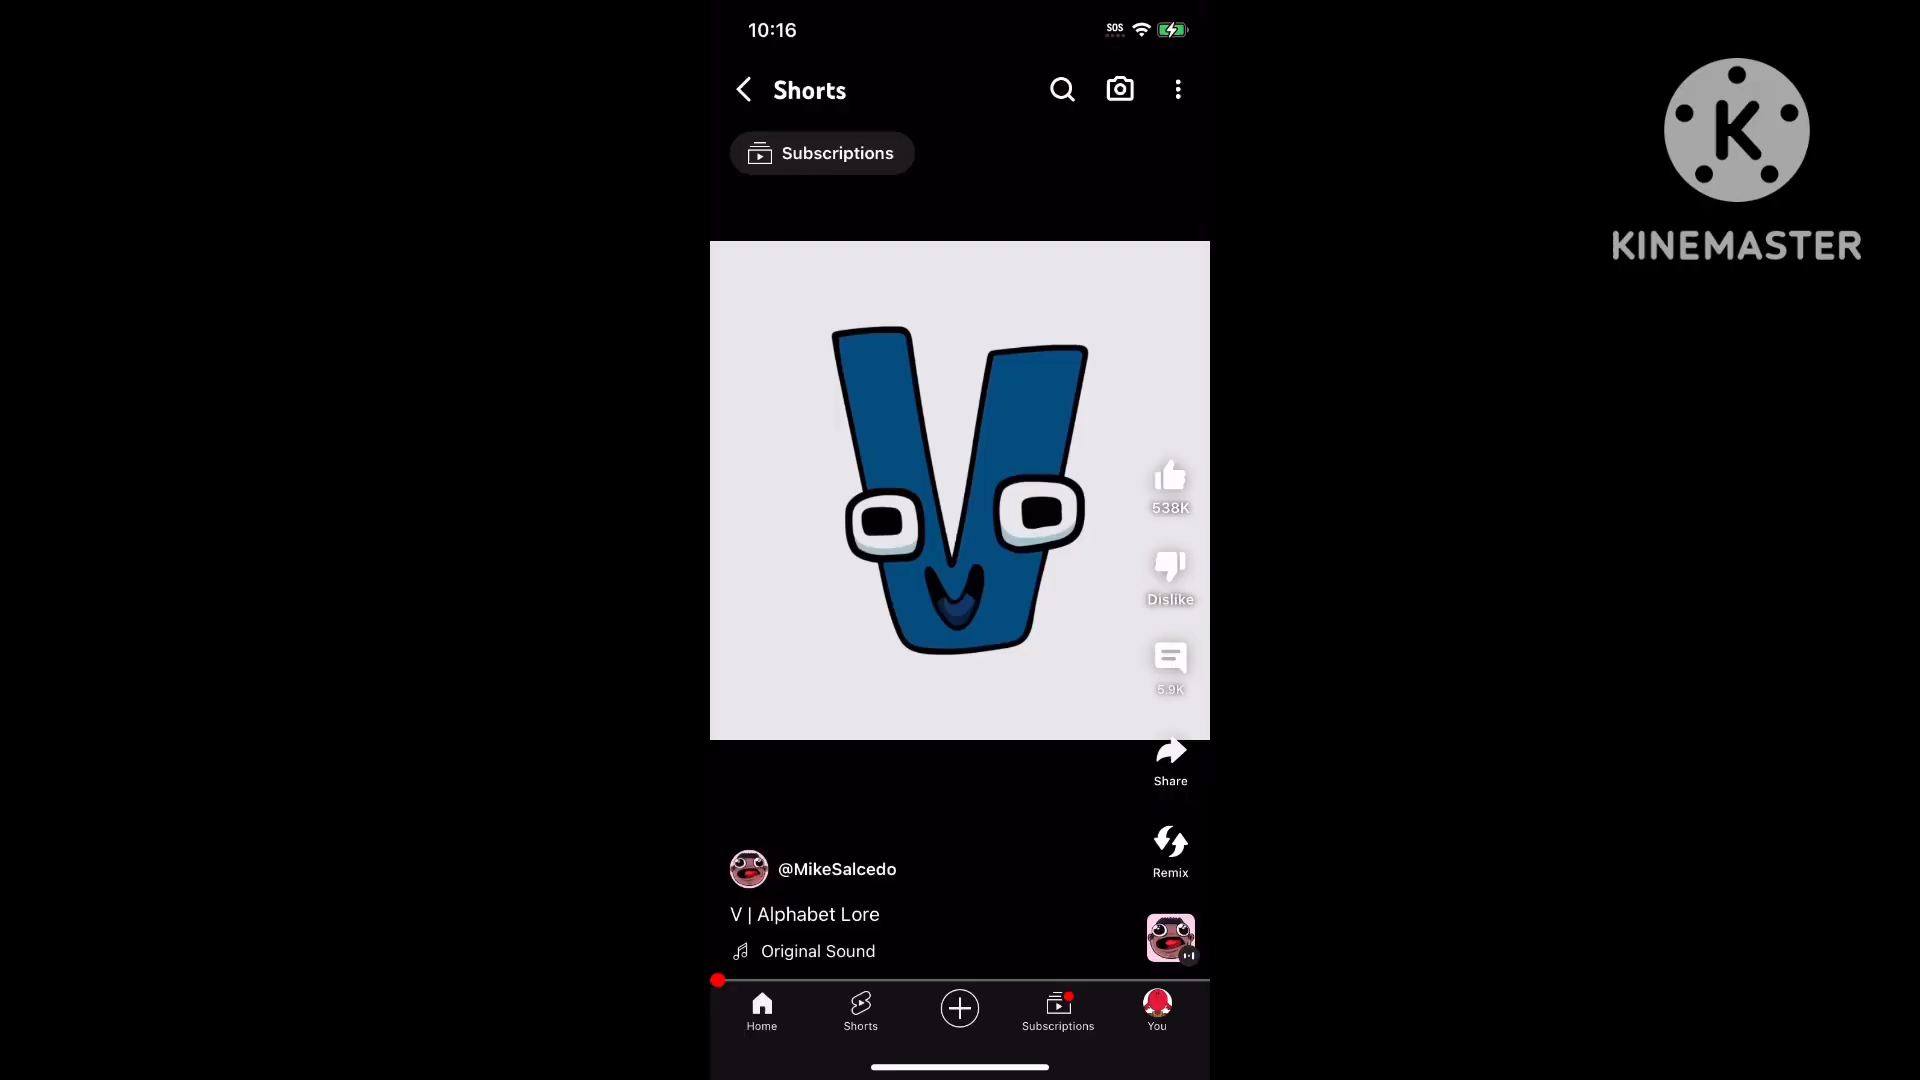 10:16
SOS
Shorts
Subscriptions
K
KINEMASTER
V
538K
Dislike
5.9K
Share
Remix
@MikeSalcedo
V | Alphabet Lore
Original Sound
Home
Shorts
Subscriptions
You